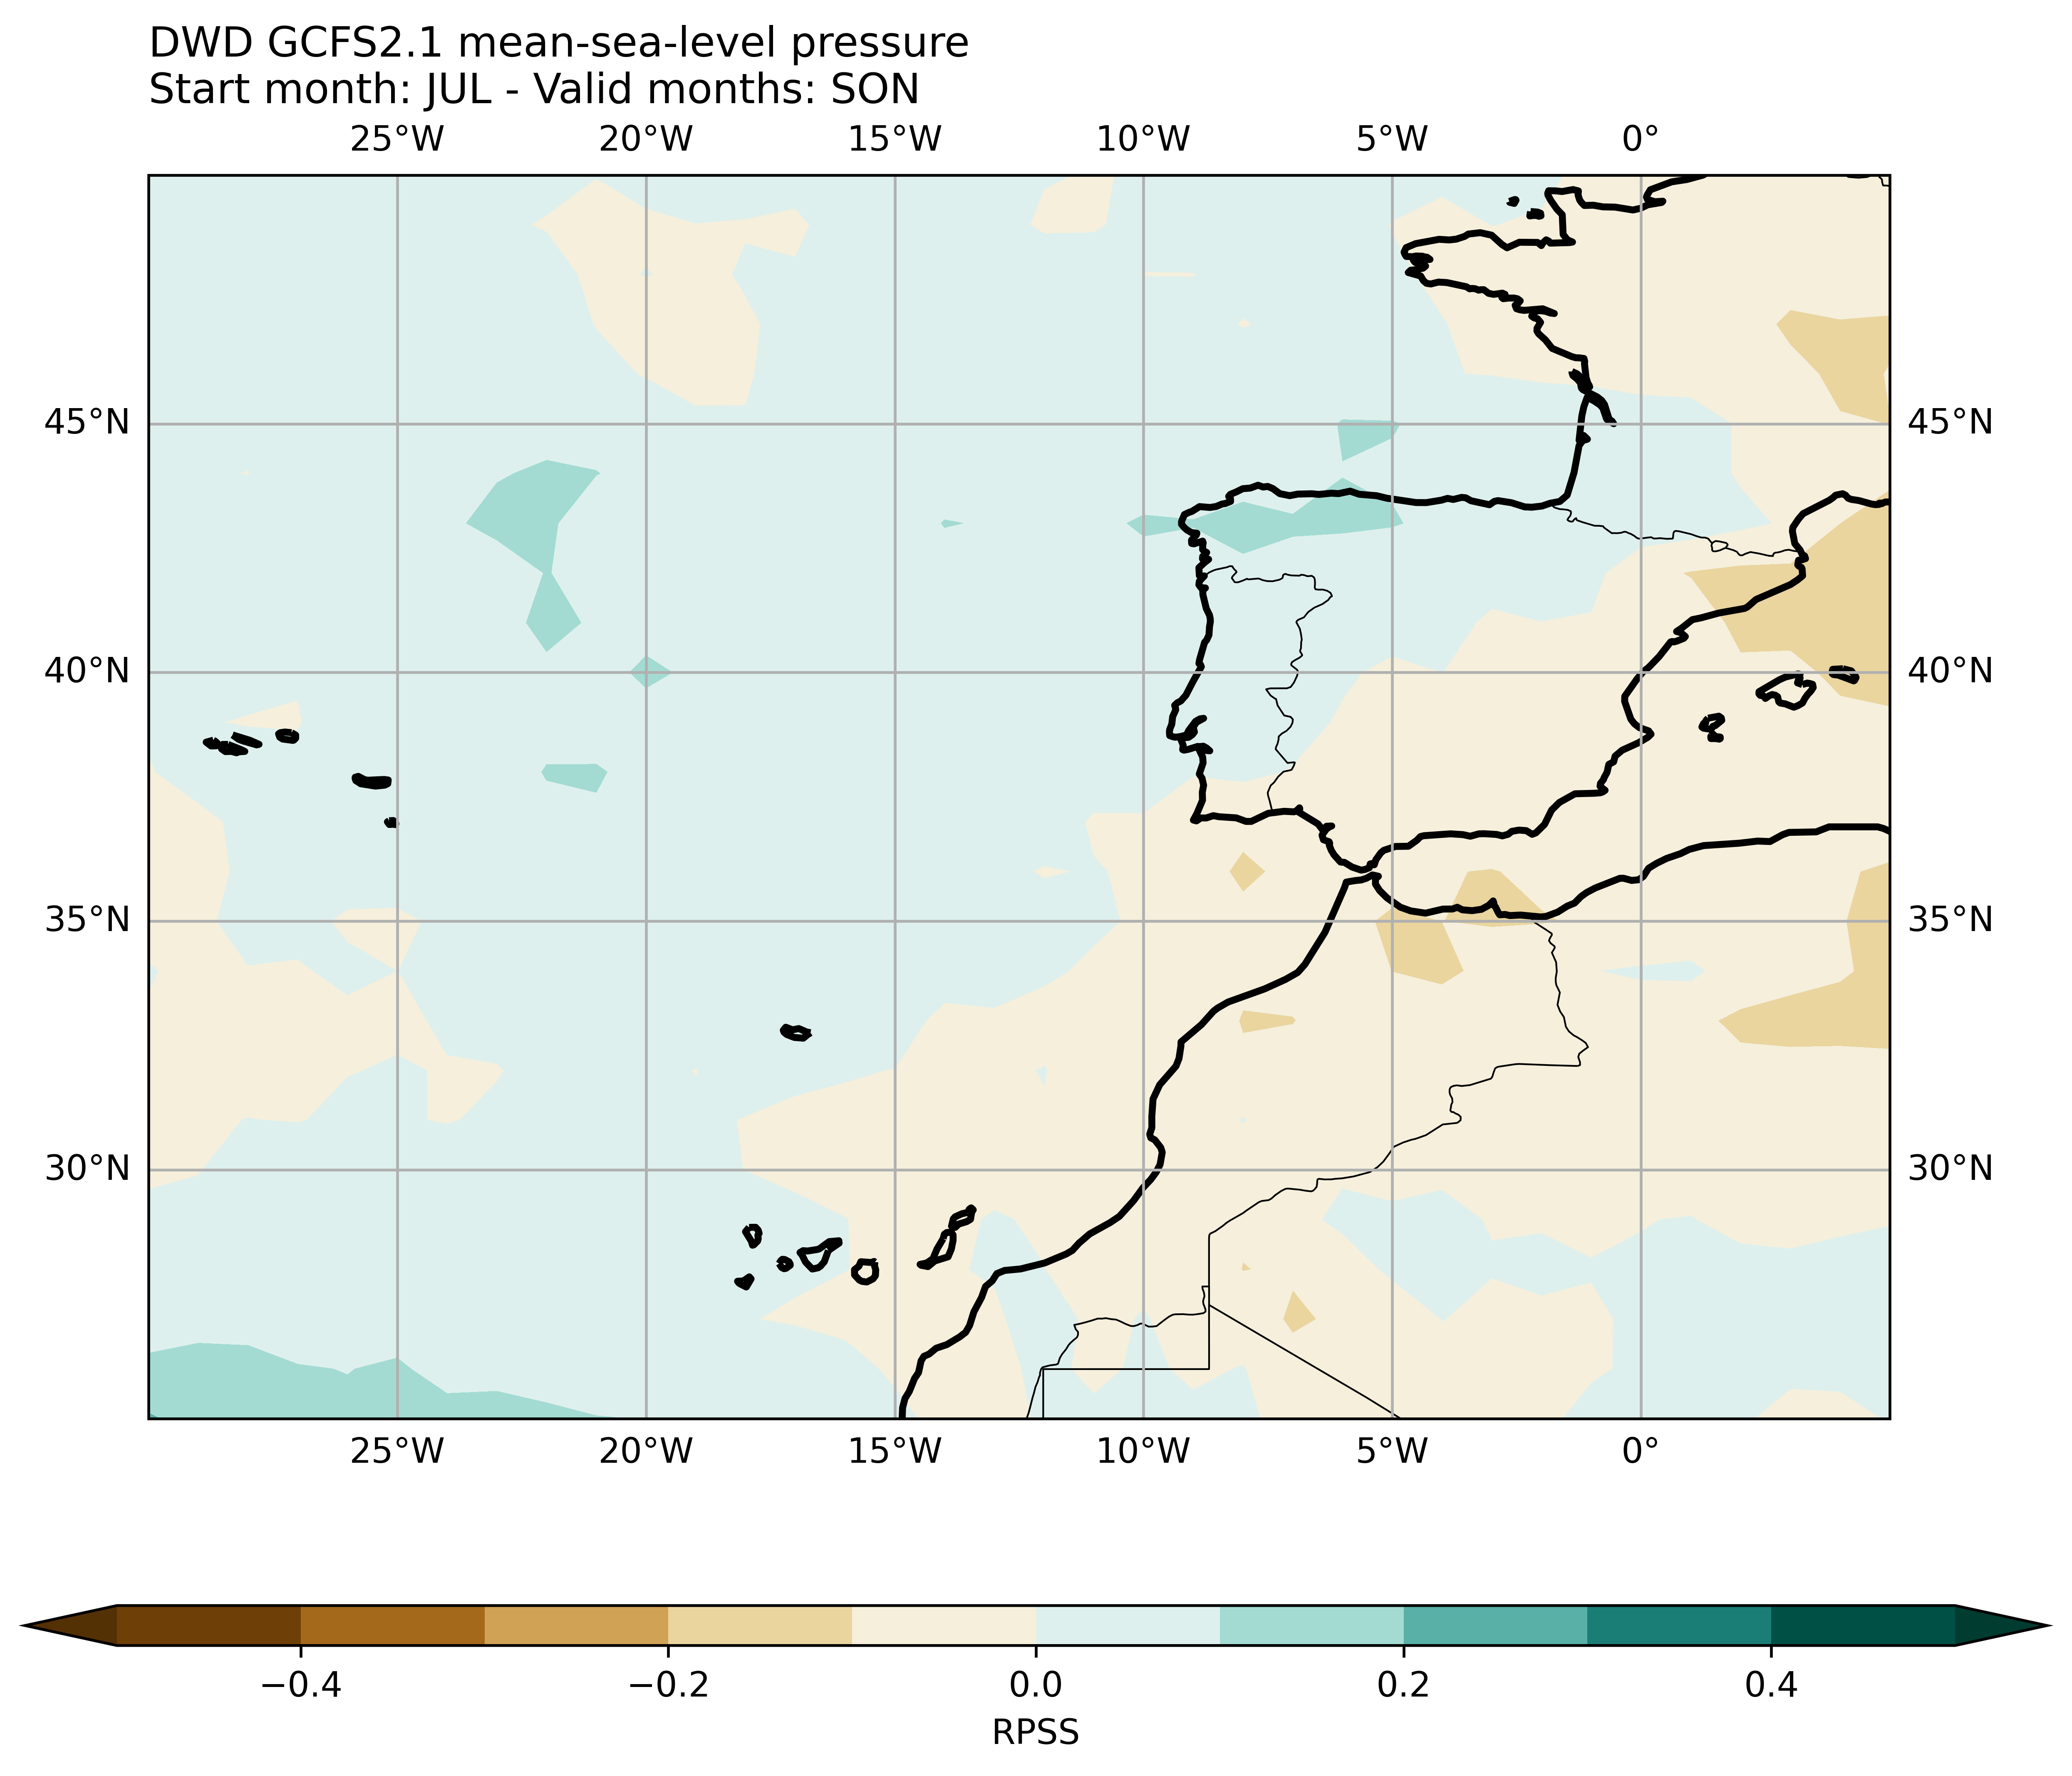 DWD GCFS2.1 mean-sea-level pressure
Start month: JUL - Valid months: SON
25°W 20°W 15°W 10°W 5°W 0°
45°N 45°N
40°N 40°N
35°N 35°N
30°N 30°N
25°W 20°W 15°W 10°W 5°W 0°
−0.4 −0.2 0.0 0.2 0.4
RPSS